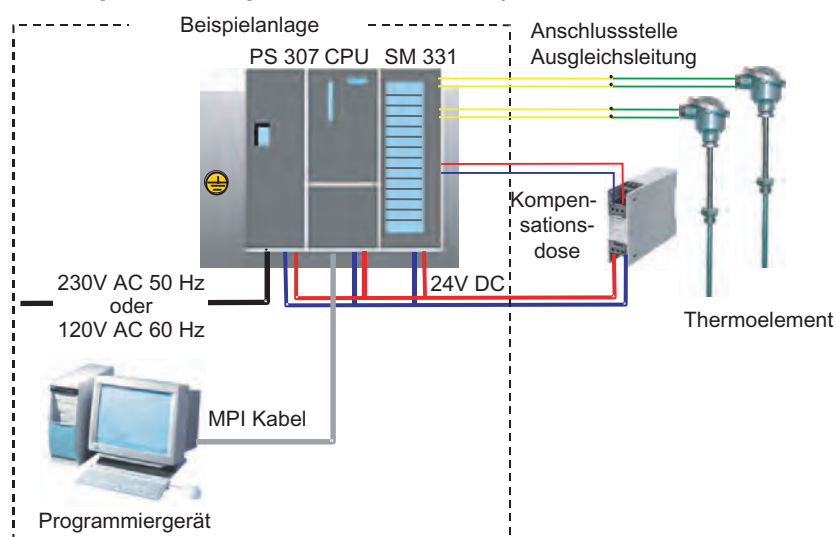 Beispielanlage
Anschlussstelle
Ausgleichsleitung
PS 307 CPU SM 331
Kompen-
sations-
dose
230V AC 50 Hz
oder
120V AC 60 Hz
24V DC
Thermoelement
MPI Kabel
Programmiergerät